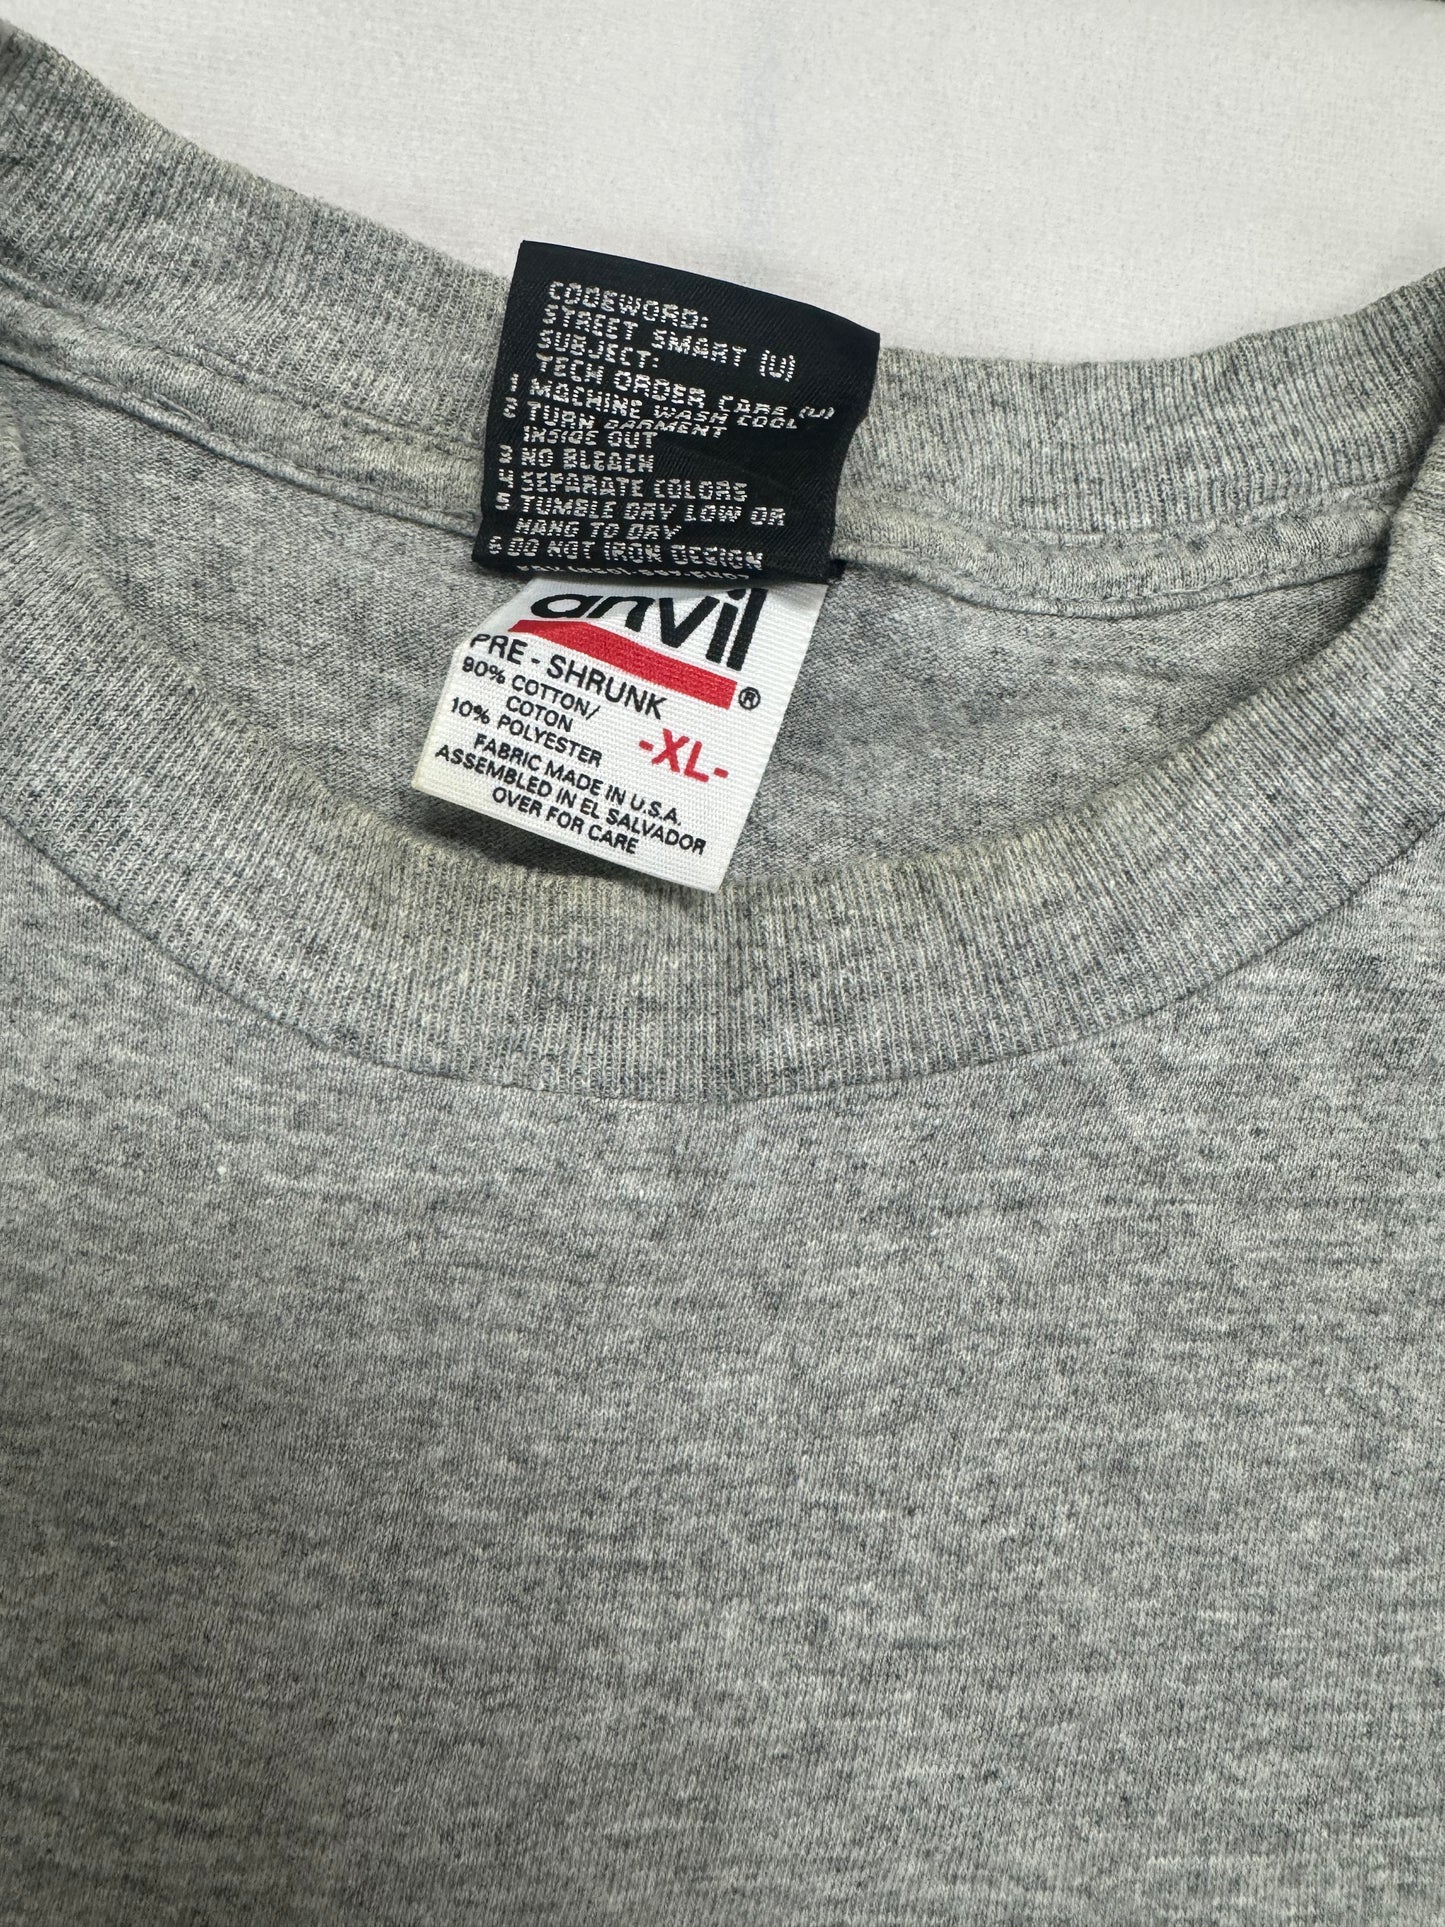 CODEWORD:
STREET SMART (U)
SUBJECT:
TECH ORDER CARE (U)
1 MACHINE WASH COOL
2 TURN GARMENT
INSIDE OUT
3 NO BLEACH
4 SEPARATE COLORS
5 TUMBLE DRY LOW OR
HANG TO DRY
6 DO NOT IRON DESIGN
anvil
PRE-SHRUNK ®
90% COTTON/
COTON
10% POLYESTER
-XL-
FABRIC MADE IN U.S.A.
ASSEMBLED IN EL SALVADOR
OVER FOR CARE